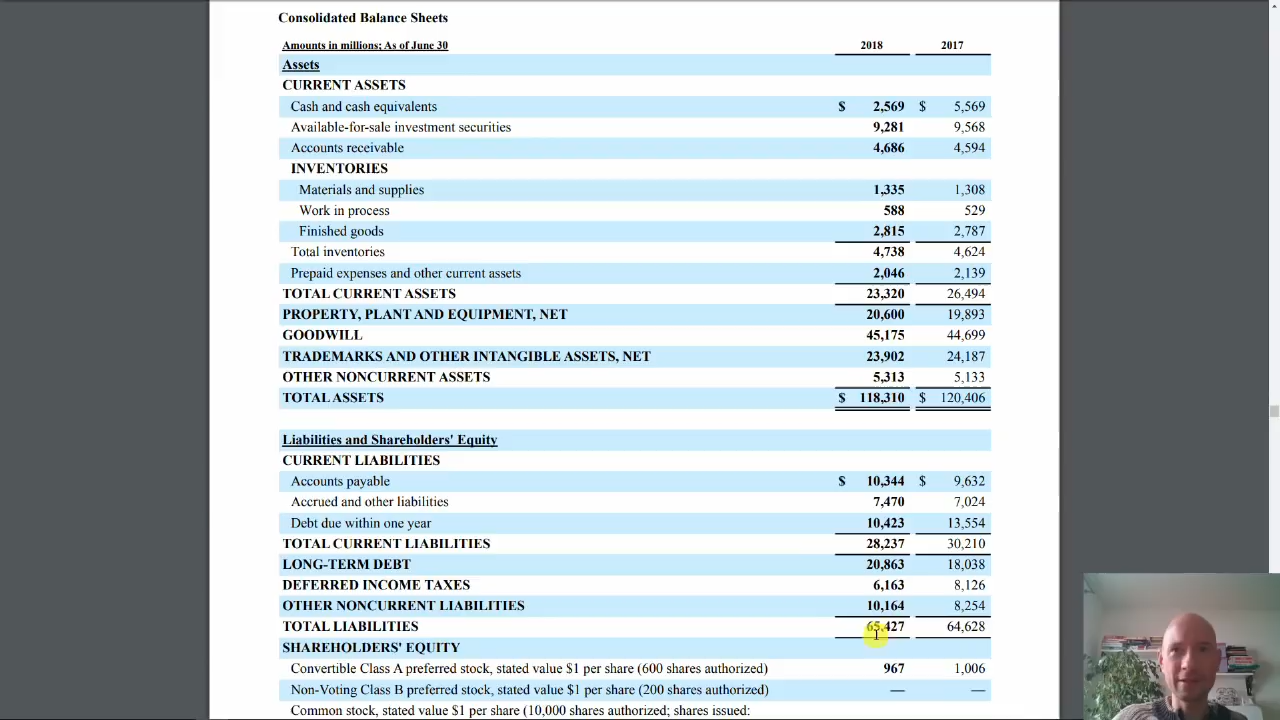 Consolidated Balance Sheets
Amounts in millions; As of June 30 2018 2017
Assets
CURRENT ASSETS
Cash and cash equivalents $ 2,569 $ 5,569
Available-for-sale investment securities 9,281 9,568
Accounts receivable 4,686 4,594
INVENTORIES
Materials and supplies 1,335 1,308
Work in process 588 529
Finished goods 2,815 2,787
Total inventories 4,738 4,624
Prepaid expenses and other current assets 2,046 2,139
TOTAL CURRENT ASSETS 23,320 26,494
PROPERTY, PLANT AND EQUIPMENT, NET 20,600 19,893
GOODWILL 45,175 44,699
TRADEMARKS AND OTHER INTANGIBLE ASSETS, NET 23,902 24,187
OTHER NONCURRENT ASSETS 5,313 5,133
TOTAL ASSETS $ 118,310 $ 120,406
Liabilities and Shareholders' Equity
CURRENT LIABILITIES
Accounts payable $ 10,344 $ 9,632
Accrued and other liabilities 7,470 7,024
Debt due within one year 10,423 13,554
TOTAL CURRENT LIABILITIES 28,237 30,210
LONG-TERM DEBT 20,863 18,038
DEFERRED INCOME TAXES 6,163 8,126
OTHER NONCURRENT LIABILITIES 10,164 8,254
TOTAL LIABILITIES 65,427 64,628
SHAREHOLDERS' EQUITY
Convertible Class A preferred stock, stated value $1 per share (600 shares authorized) 967 1,006
Non-Voting Class B preferred stock, stated value $1 per share (200 shares authorized) — —
Common stock, stated value $1 per share (10,000 shares authorized; shares issued: